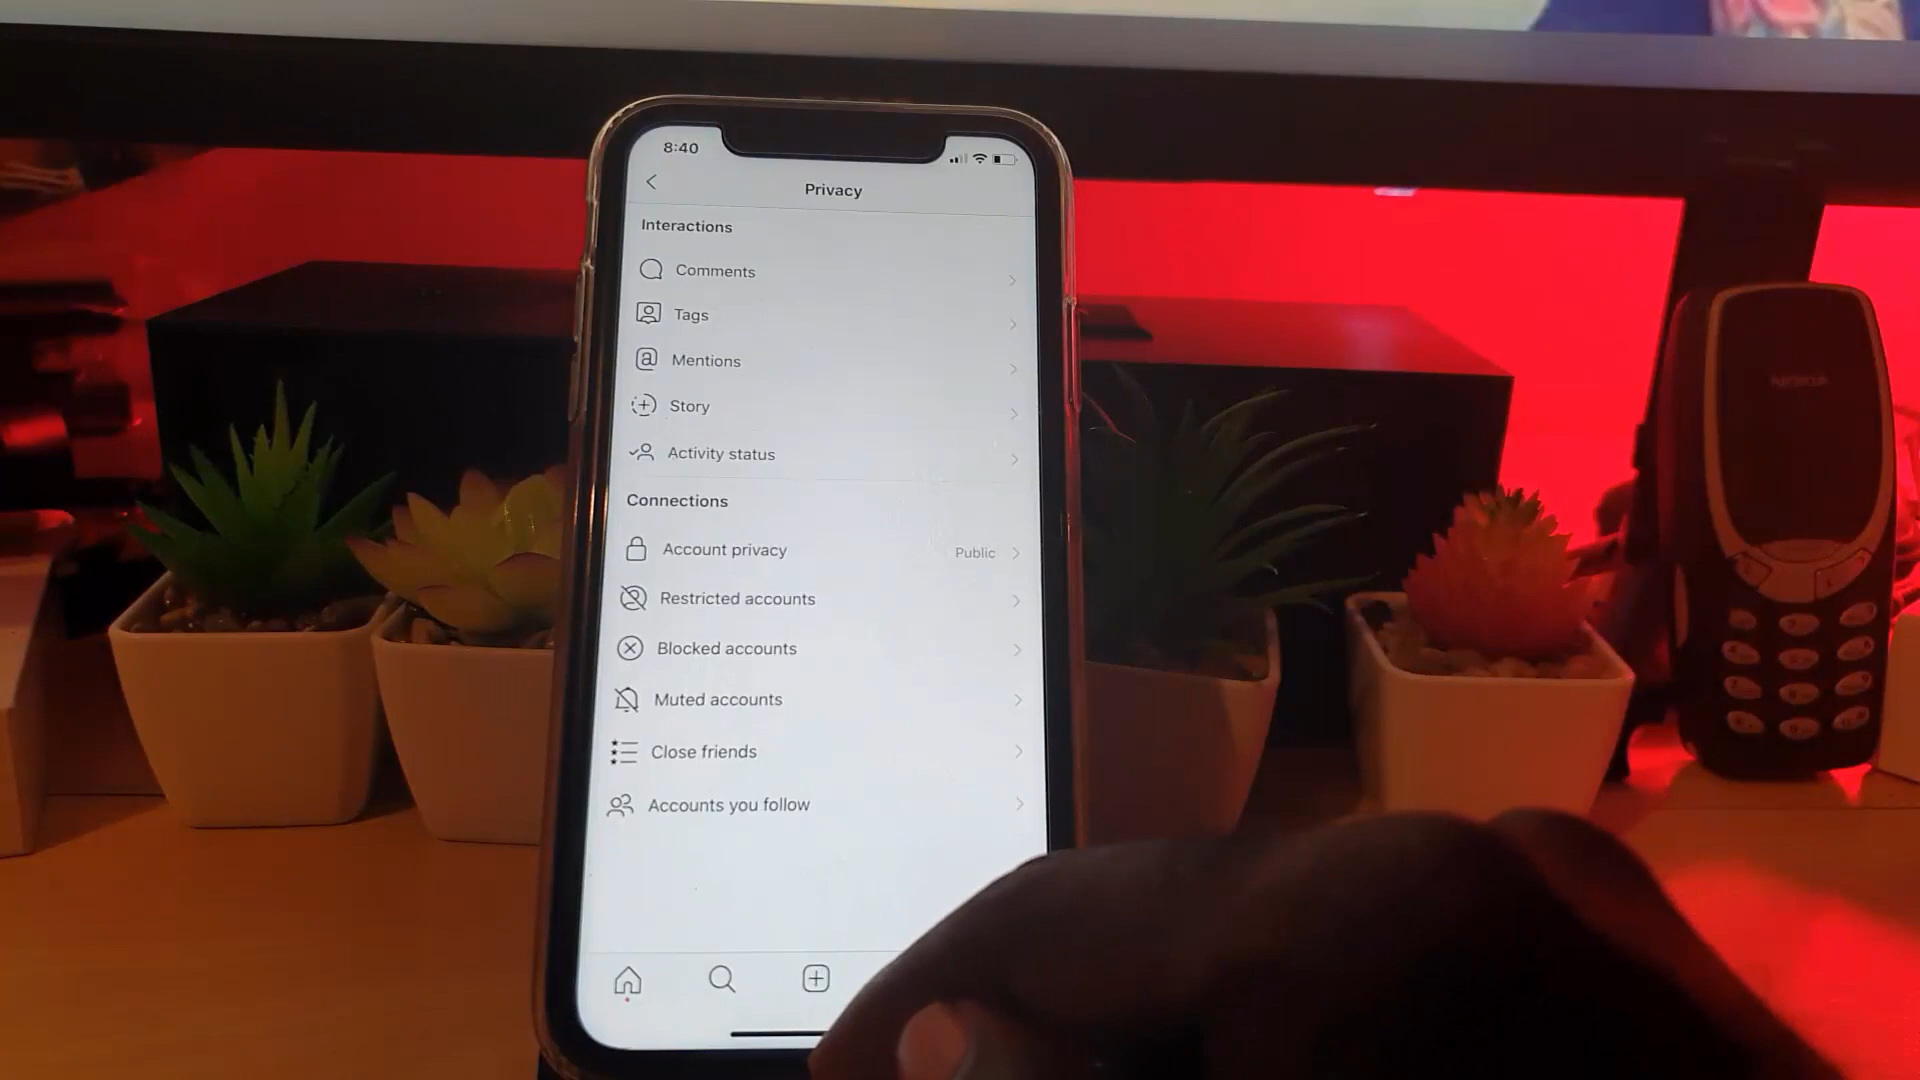 8:40
Privacy
Interactions
Comments
Tags
Mentions
Story
Activity status
Connections
Account privacy Public
Restricted accounts
Blocked accounts
Muted accounts
Close friends
Accounts you follow
NOKIA